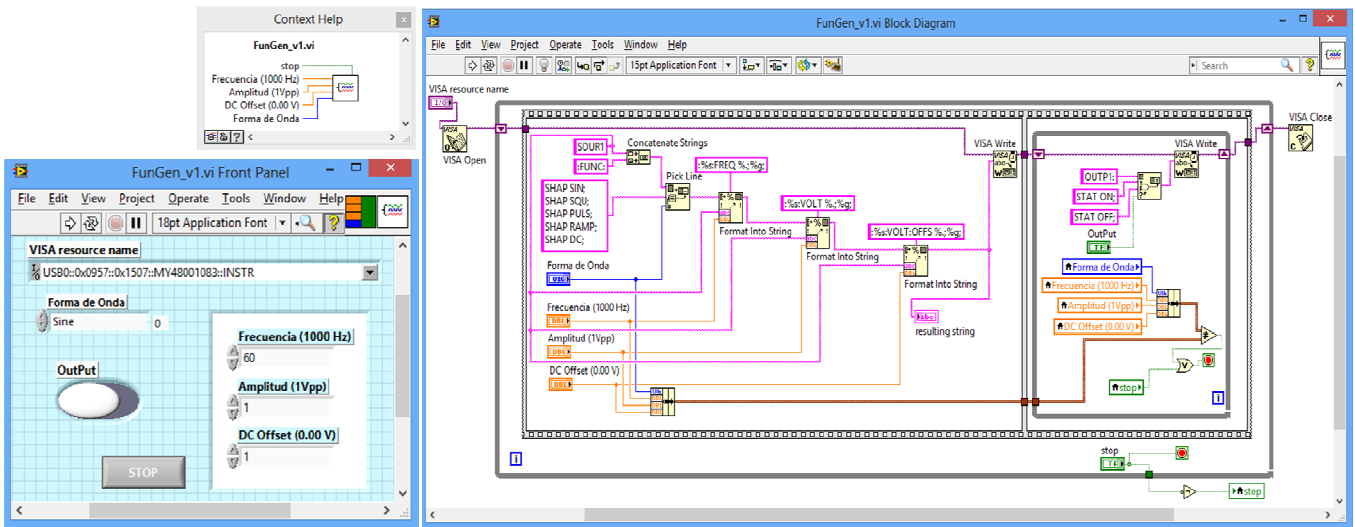 Context Help
FunGen_v1.vi
stop
Frecuencia (1000 Hz)
Amplitud (1Vpp)
DC Offset (0.00 V)
Forma de Onda
FunGen_v1.vi Front Panel
File Edit View Project Operate Tools Window Help
18pt Application Font
VISA resource name
USB0::0x0957::0x1507::MY48001083::INSTR
Forma de Onda
Sine
0
OutPut
Frecuencia (1000 Hz)
60
Amplitud (1Vpp)
1
DC Offset (0.00 V)
1
STOP
FunGen_v1.vi Block Diagram
File Edit View Project Operate Tools Window Help
15pt Application Font
Search
VISA resource name
I/O
VISA Open
SOUR1
:FUNC:
Concatenate Strings
SHAP SIN;
SHAP SQU;
SHAP PULS;
SHAP RAMP;
SHAP DC;
Pick Line
:%s:FREQ %.;%g;
Format Into String
:%s:VOLT %.;%g;
Format Into String
:%s:VOLT:OFFS %.;%g;
Format Into String
Forma de Onda
U16
Frecuencia (1000 Hz)
DBL
Amplitud (1Vpp)
DBL
DC Offset (0.00 V)
DBL
abc
resulting string
VISA Write
VISA Write
OUTP1:
STAT ON;
STAT OFF;
OutPut
TF
Forma de Onda
Frecuencia (1000 Hz)
Amplitud (1Vpp)
DC Offset (0.00 V)
stop
i
VISA Close
i
stop
TF
stop